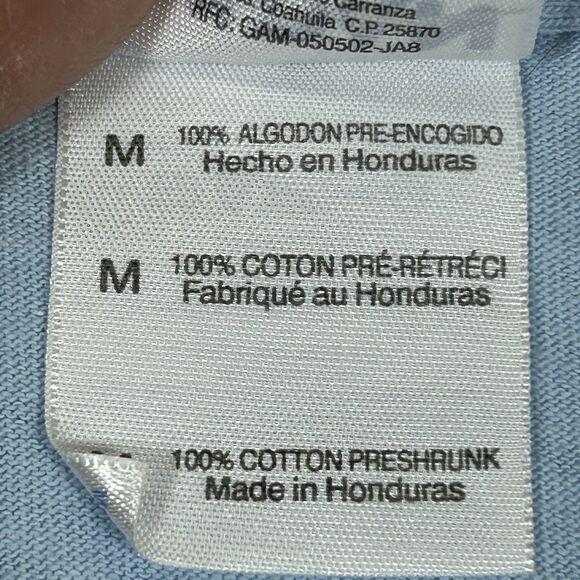 Carranza
Coahuila C.P. 25870
RFC: GAM-050502-JA8
M 100% ALGODON PRE-ENCOGIDO
Hecho en Honduras
M 100% COTON PRÉ-RÉTRÉCI
Fabriqué au Honduras
100% COTTON PRESHRUNK
Made in Honduras